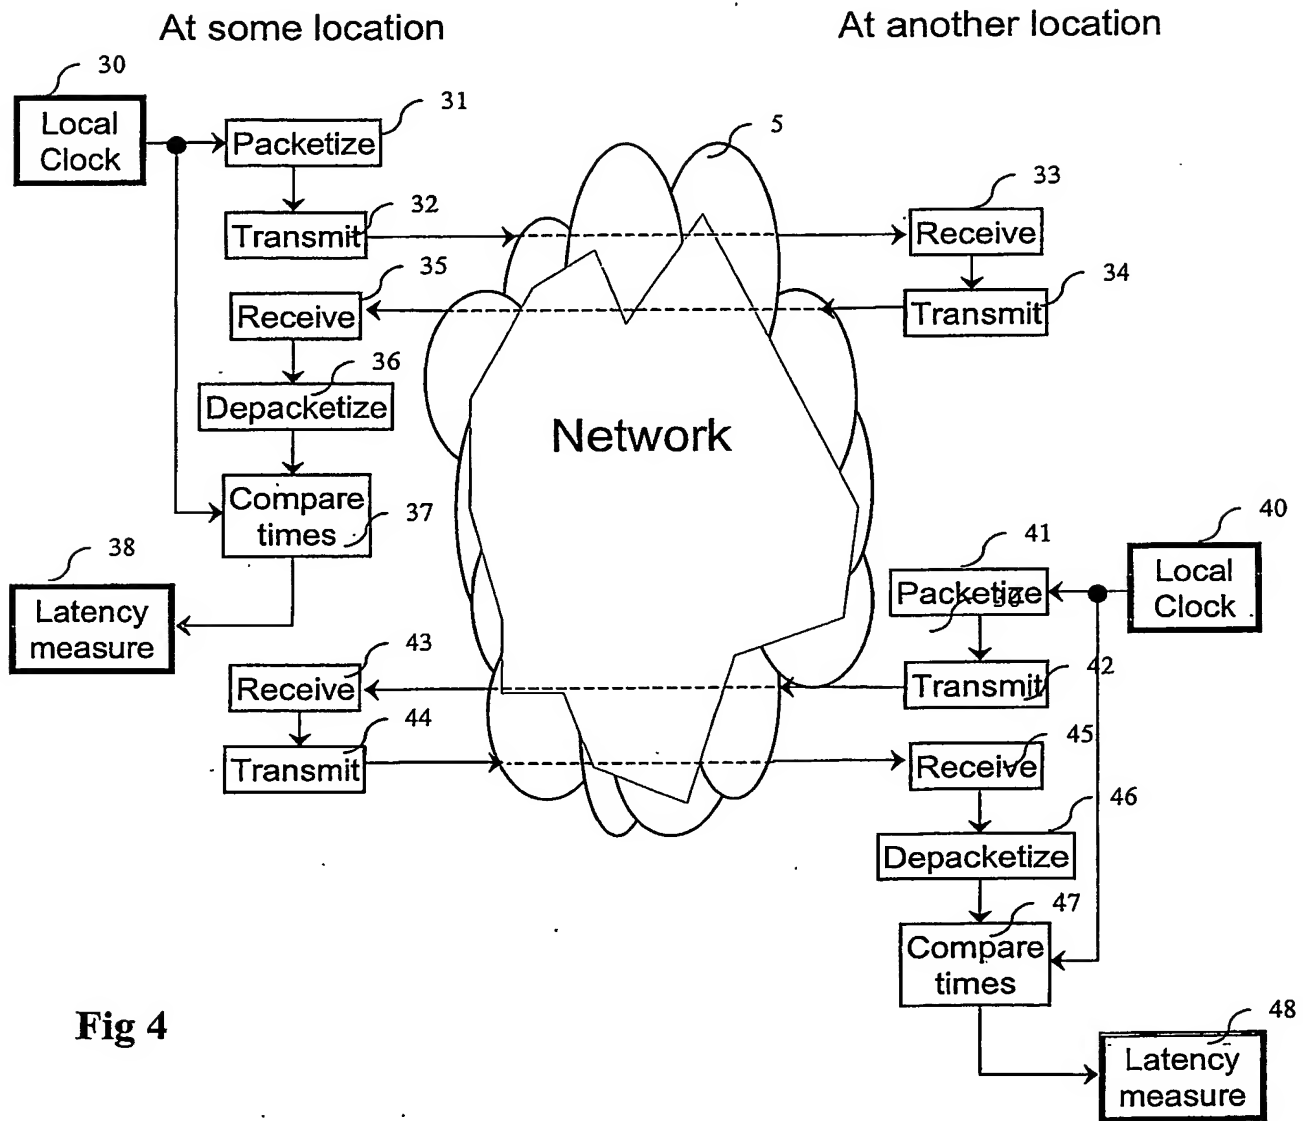 At some location
At another location
30
Local
Clock
31
Packetize
5
33
32
Transmit
Receive
35
34
Receive
Transmit
36
Depacketize
Network
Compare
times
37
38
Latency
measure
40
41
Local
Clock
Packetize
43
42
Receive
Transmit
44
45
Transmit
Receive
46
Depacketize
47
Compare
times
Fig 4
48
Latency
measure